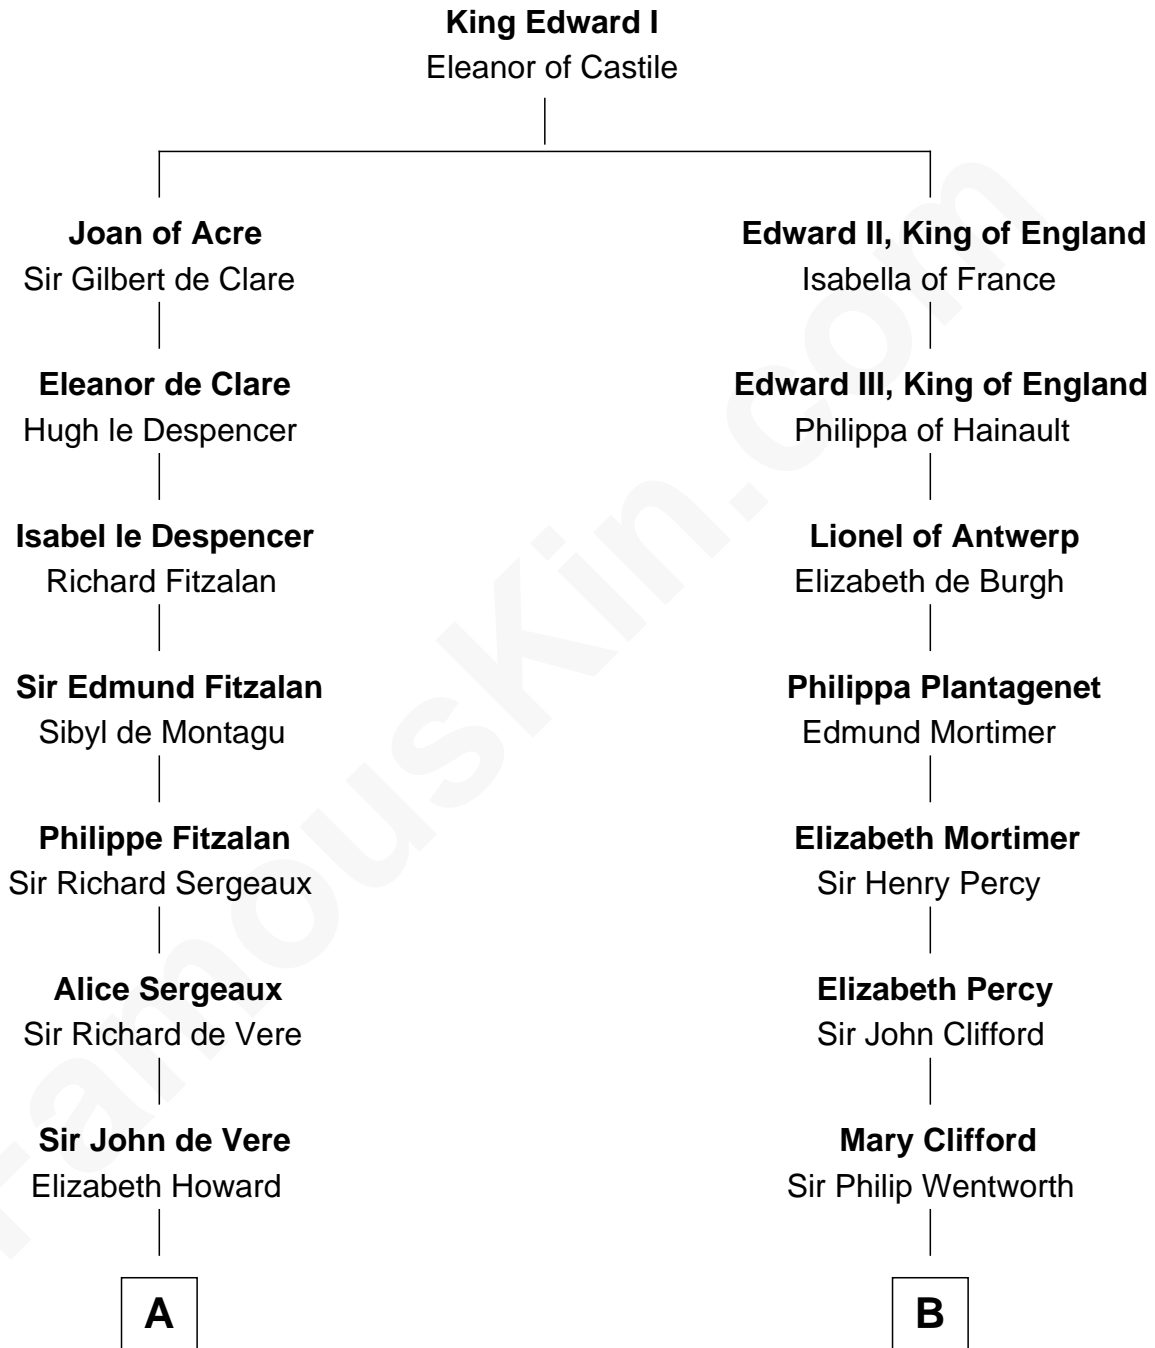 King Edward I
Eleanor of Castile
Joan of Acre
Sir Gilbert de Clare
Edward II, King of England
Isabella of France
Eleanor de Clare
Hugh le Despencer
Edward III, King of England
Philippa of Hainault
Isabel le Despencer
Richard Fitzalan
Lionel of Antwerp
Elizabeth de Burgh
Sir Edmund Fitzalan
Sibyl de Montagu
Philippa Plantagenet
Edmund Mortimer
Philippe Fitzalan
Sir Richard Sergeaux
Elizabeth Mortimer
Sir Henry Percy
Alice Sergeaux
Sir Richard de Vere
Elizabeth Percy
Sir John Clifford
Sir John de Vere
Elizabeth Howard
Mary Clifford
Sir Philip Wentworth
A
B
FamousKin.com